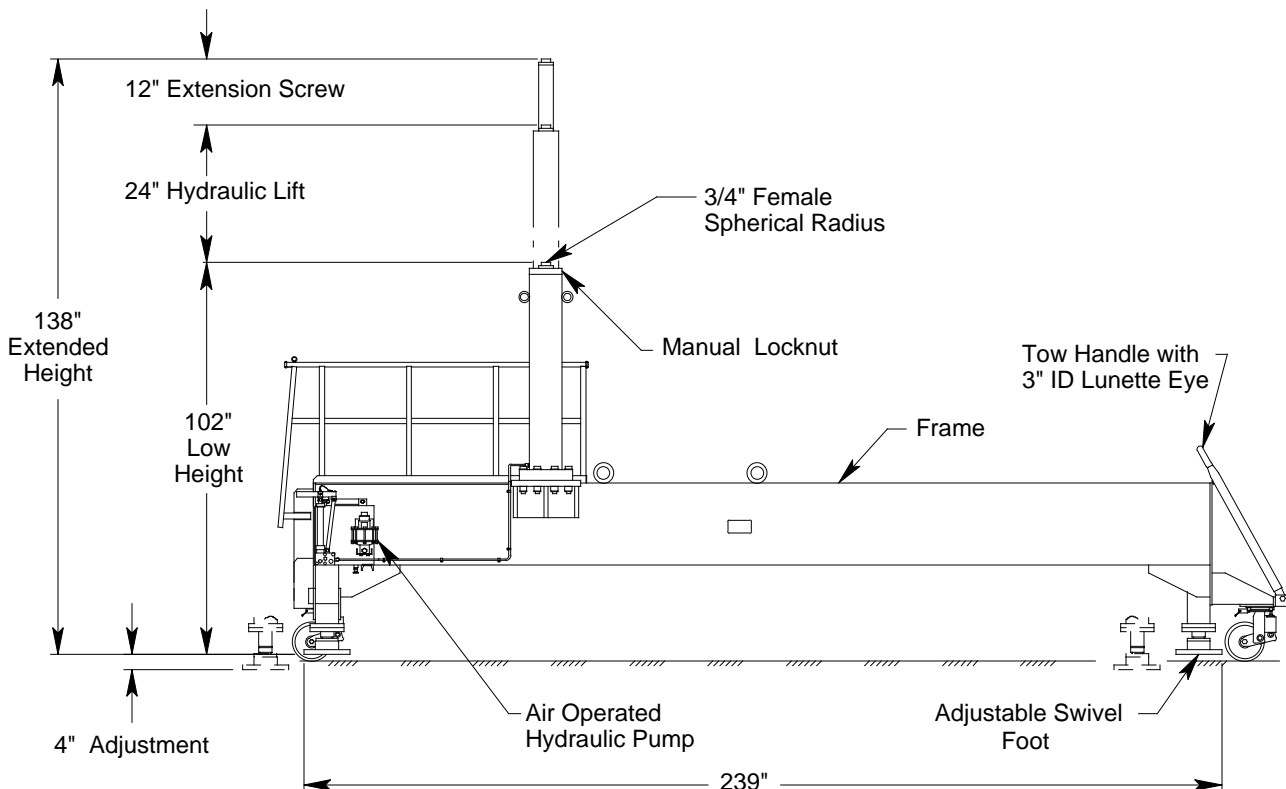 12" Extension Screw
24" Hydraulic Lift
3/4" Female
Spherical Radius
138"
Extended
Height
Manual Locknut
Tow Handle with
3" ID Lunette Eye
102"
Low
Height
Frame
Air Operated
Hydraulic Pump
Adjustable Swivel
Foot
4" Adjustment
239"